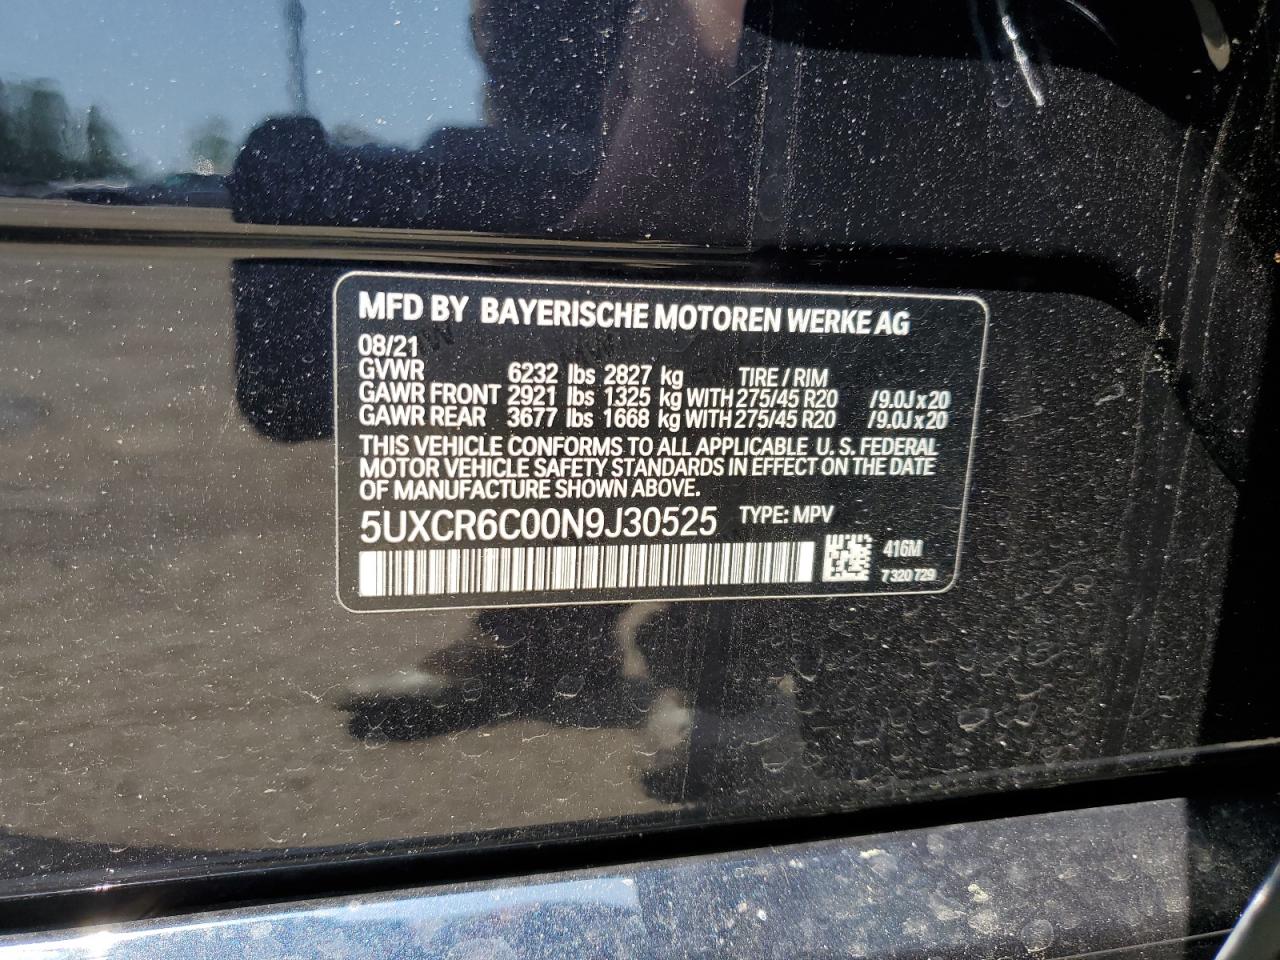 MFD BY BAYERISCHE MOTOREN WERKE AG
08/21
GVWR 6232 lbs 2827 kg TIRE / RIM
GAWR FRONT 2921 lbs 1325 kg WITH 275/45 R20 /9.0J x 20
GAWR REAR 3677 lbs 1668 kg WITH 275/45 R20 /9.0J x 20
THIS VEHICLE CONFORMS TO ALL APPLICABLE U.S. FEDERAL
MOTOR VEHICLE SAFETY STANDARDS IN EFFECT ON THE DATE
OF MANUFACTURE SHOWN ABOVE.
5UXCR6C00N9J30525 TYPE: MPV
416M
7 320 729